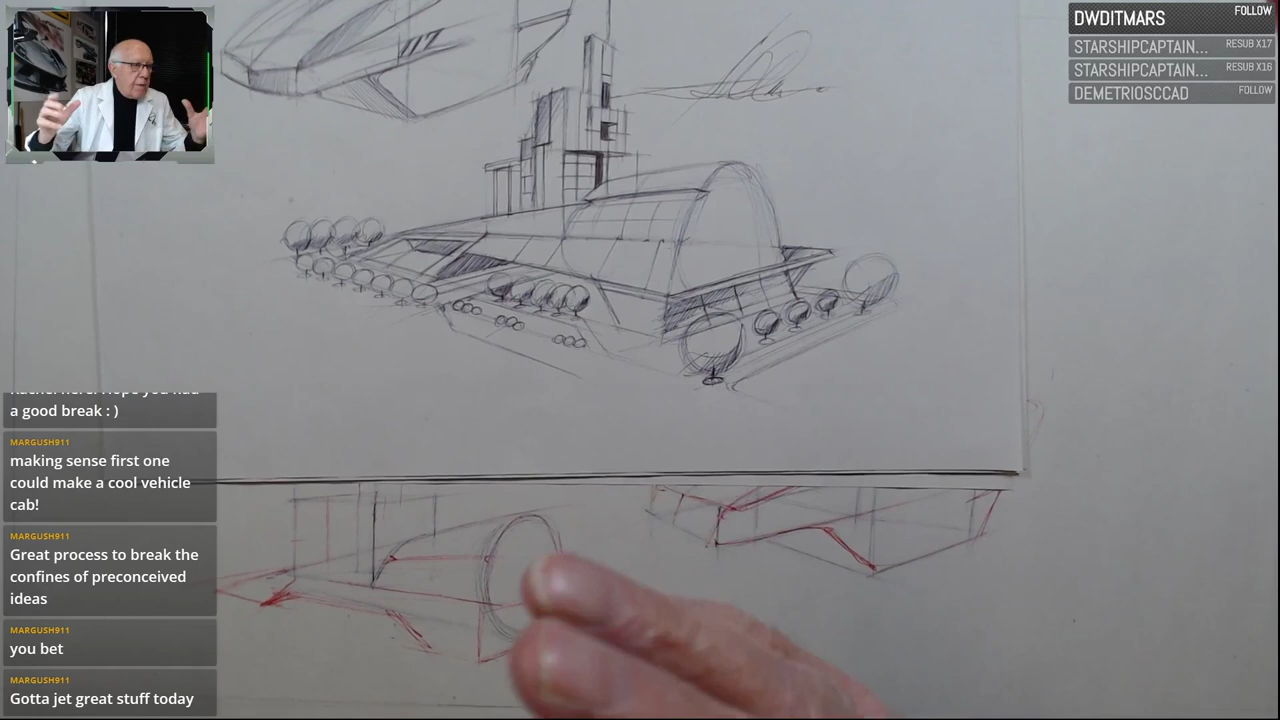 DWDITMARS FOLLOW
STARSHIPCAPTAIN... RESUB X17
STARSHIPCAPTAIN... RESUB X16
DEMETRIOSCCAD FOLLOW
a good break : )
MARGUSH911
making sense first one
could make a cool vehicle
cab!
MARGUSH911
Great process to break the
confines of preconceived
ideas
MARGUSH911
you bet
MARGUSH911
Gotta jet great stuff today